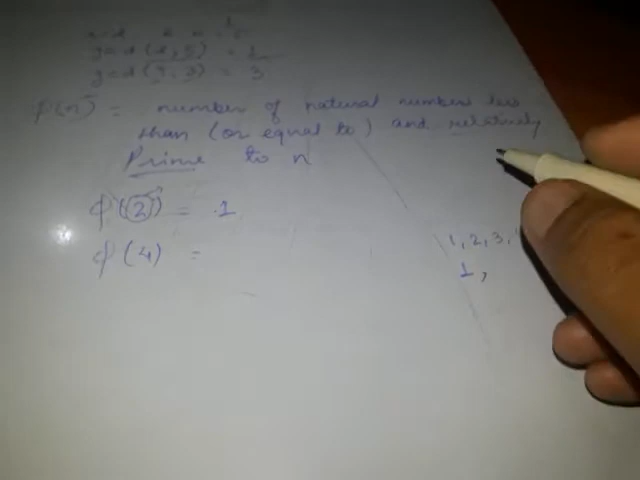 gcd(2,5) = 1
gcd(9,3) = 3
φ(n) = number of natural numbers less
than (or equal to) and relatively
Prime to n
φ(2) = 1
φ(4) =
1, 2, 3,
1,